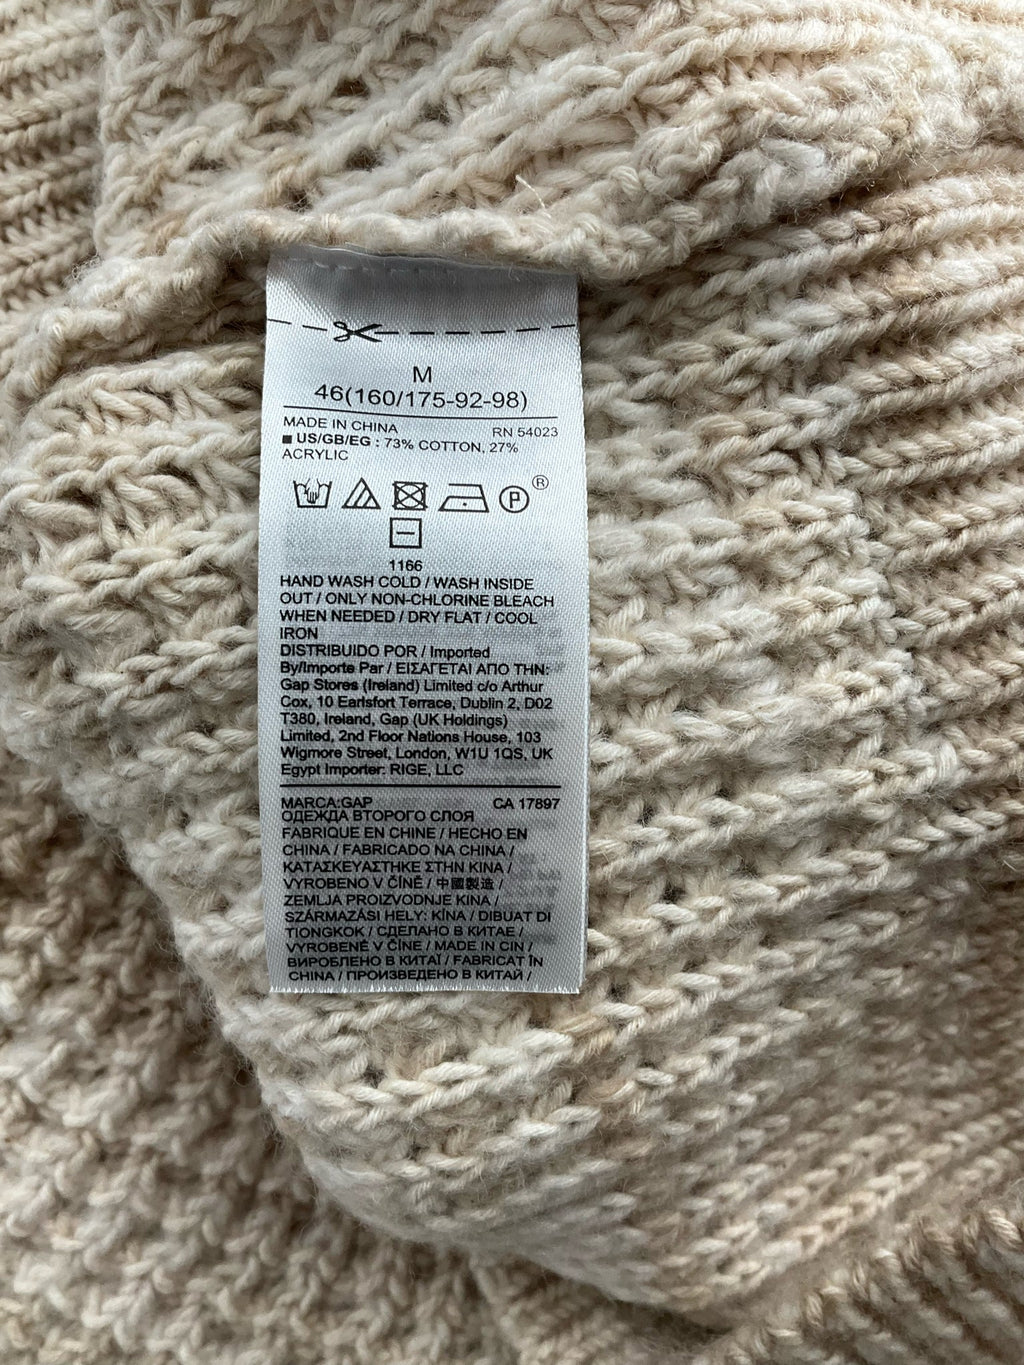 M
46(160/175-92-98)
MADE IN CHINA RN 54023
■ US/GB/EG : 73% COTTON, 27%
ACRYLIC
P ®
1166
HAND WASH COLD / WASH INSIDE
OUT / ONLY NON-CHLORINE BLEACH
WHEN NEEDED / DRY FLAT / COOL
IRON
DISTRIBUIDO POR / Imported
By/Importe Par / ΕΙΣΑΓΕΤΑΙ ΑΠΟ ΤΗΝ:
Gap Stores (Ireland) Limited c/o Arthur
Cox, 10 Earlsfort Terrace, Dublin 2, D02
T380, Ireland, Gap (UK Holdings)
Limited, 2nd Floor Nations House, 103
Wigmore Street, London, W1U 1QS, UK
Egypt Importer: RIGE, LLC
MARCA:GAP CA 17897
ОДЕЖДА ВТОРОГО СЛОЯ
FABRIQUE EN CHINE / HECHO EN
CHINA / FABRICADO NA CHINA /
ΚΑΤΑΣΚΕΥΑΣΤΗΚΕ ΣΤΗΝ ΚΙΝΑ /
VYROBENO V ČÍNĚ / 中國製造 /
ZEMLJA PROIZVODNJE KINA /
SZÁRMAZÁSI HELY: KÍNA / DIBUAT DI
TIONGKOK / СДЕЛАНО В КИТАЕ /
VYROBENÉ V ČÍNE / MADE IN CIN /
ВИРОБЛЕНО В КИТАЇ / FABRICAT ÎN
CHINA / ПРОИЗВЕДЕНО В КИТАЙ /